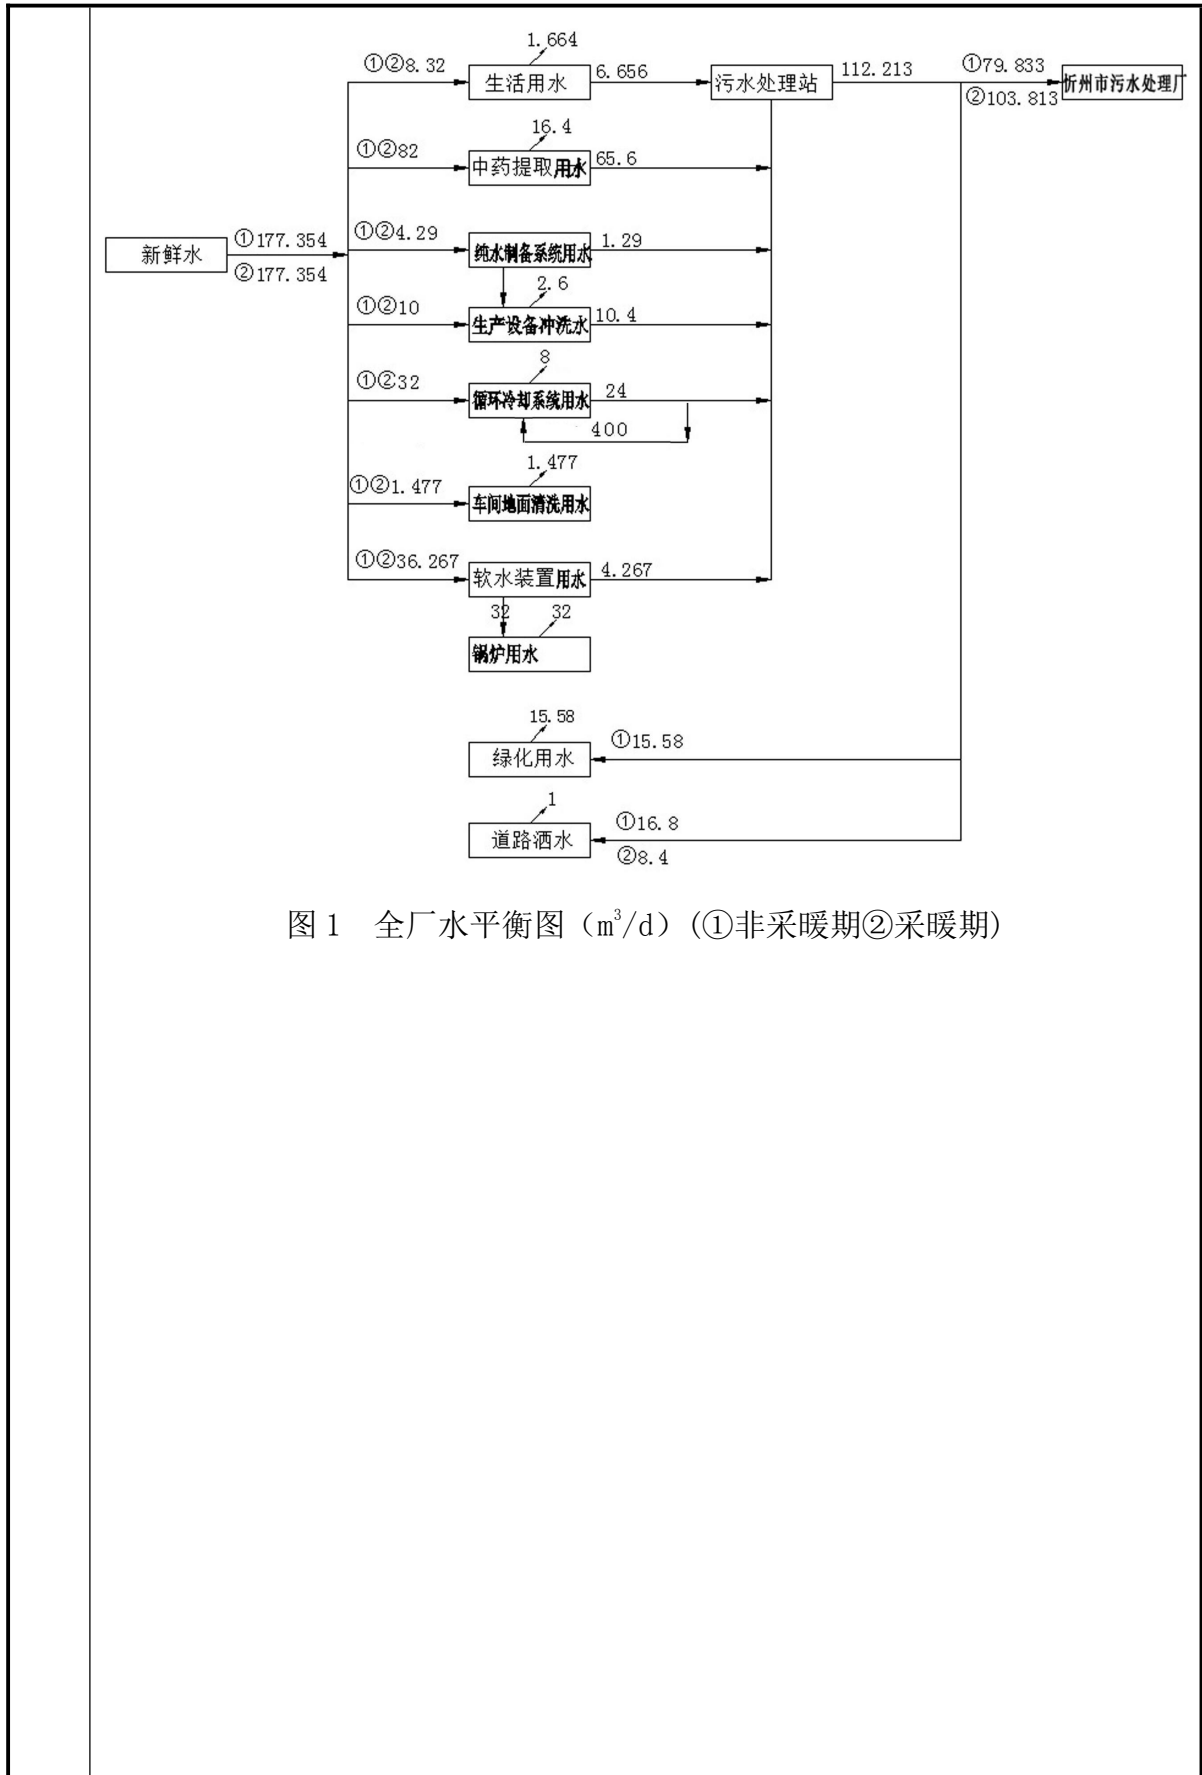 1.664
①②8.32
生活用水
6.656
污水处理站
112.213
①79.833
②103.813
忻州市污水处理厂
16.4
①②82
中药提取用水
65.6
新鲜水
①177.354
②177.354
①②4.29
纯水制备系统用水
1.29
2.6
①②10
生产设备冲洗水
10.4
8
①②32
循环冷却系统用水
24
400
1.477
①②1.477
车间地面清洗用水
①②36.267
软水装置用水
4.267
32
32
锅炉用水
15.58
绿化用水
①15.58
1
道路洒水
①16.8
②8.4
图1 全厂水平衡图（m³/d）(①非采暖期②采暖期)